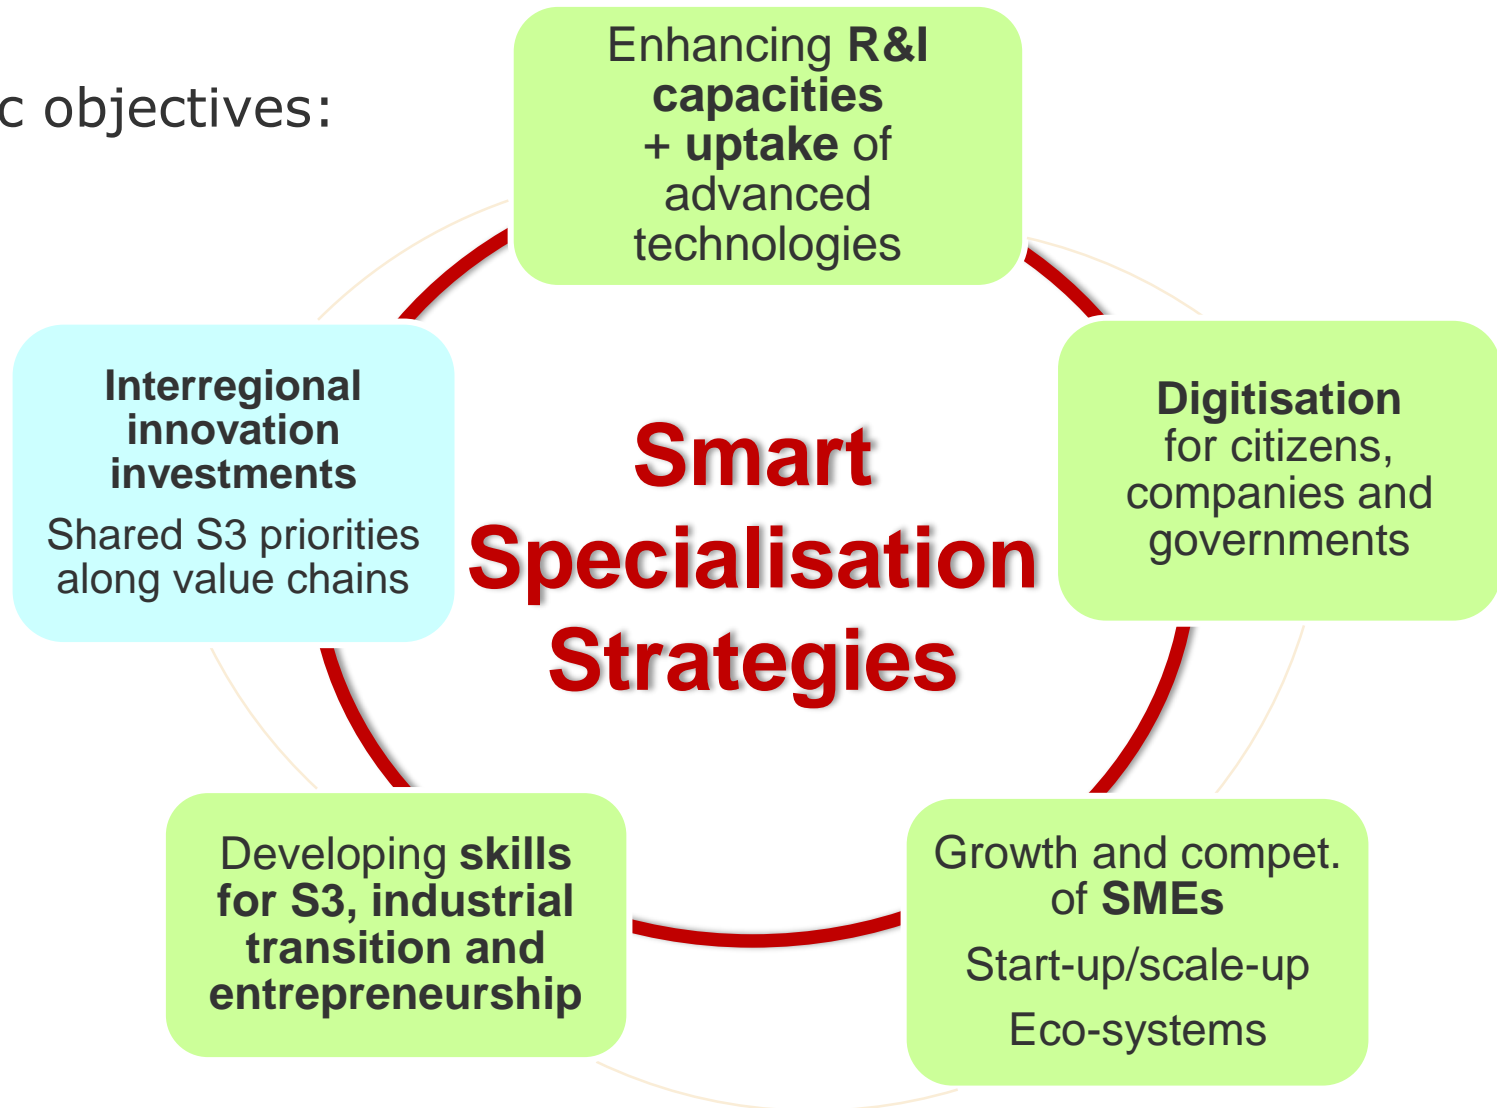 c objectives:
Enhancing R&I
capacities
+ uptake of
advanced
technologies
Interregional
innovation
investments
Shared S3 priorities
along value chains
Smart
Specialisation
Strategies
Digitisation
for citizens,
companies and
governments
Developing skills
for S3, industrial
transition and
entrepreneurship
Growth and compet.
of SMEs
Start-up/scale-up
Eco-systems